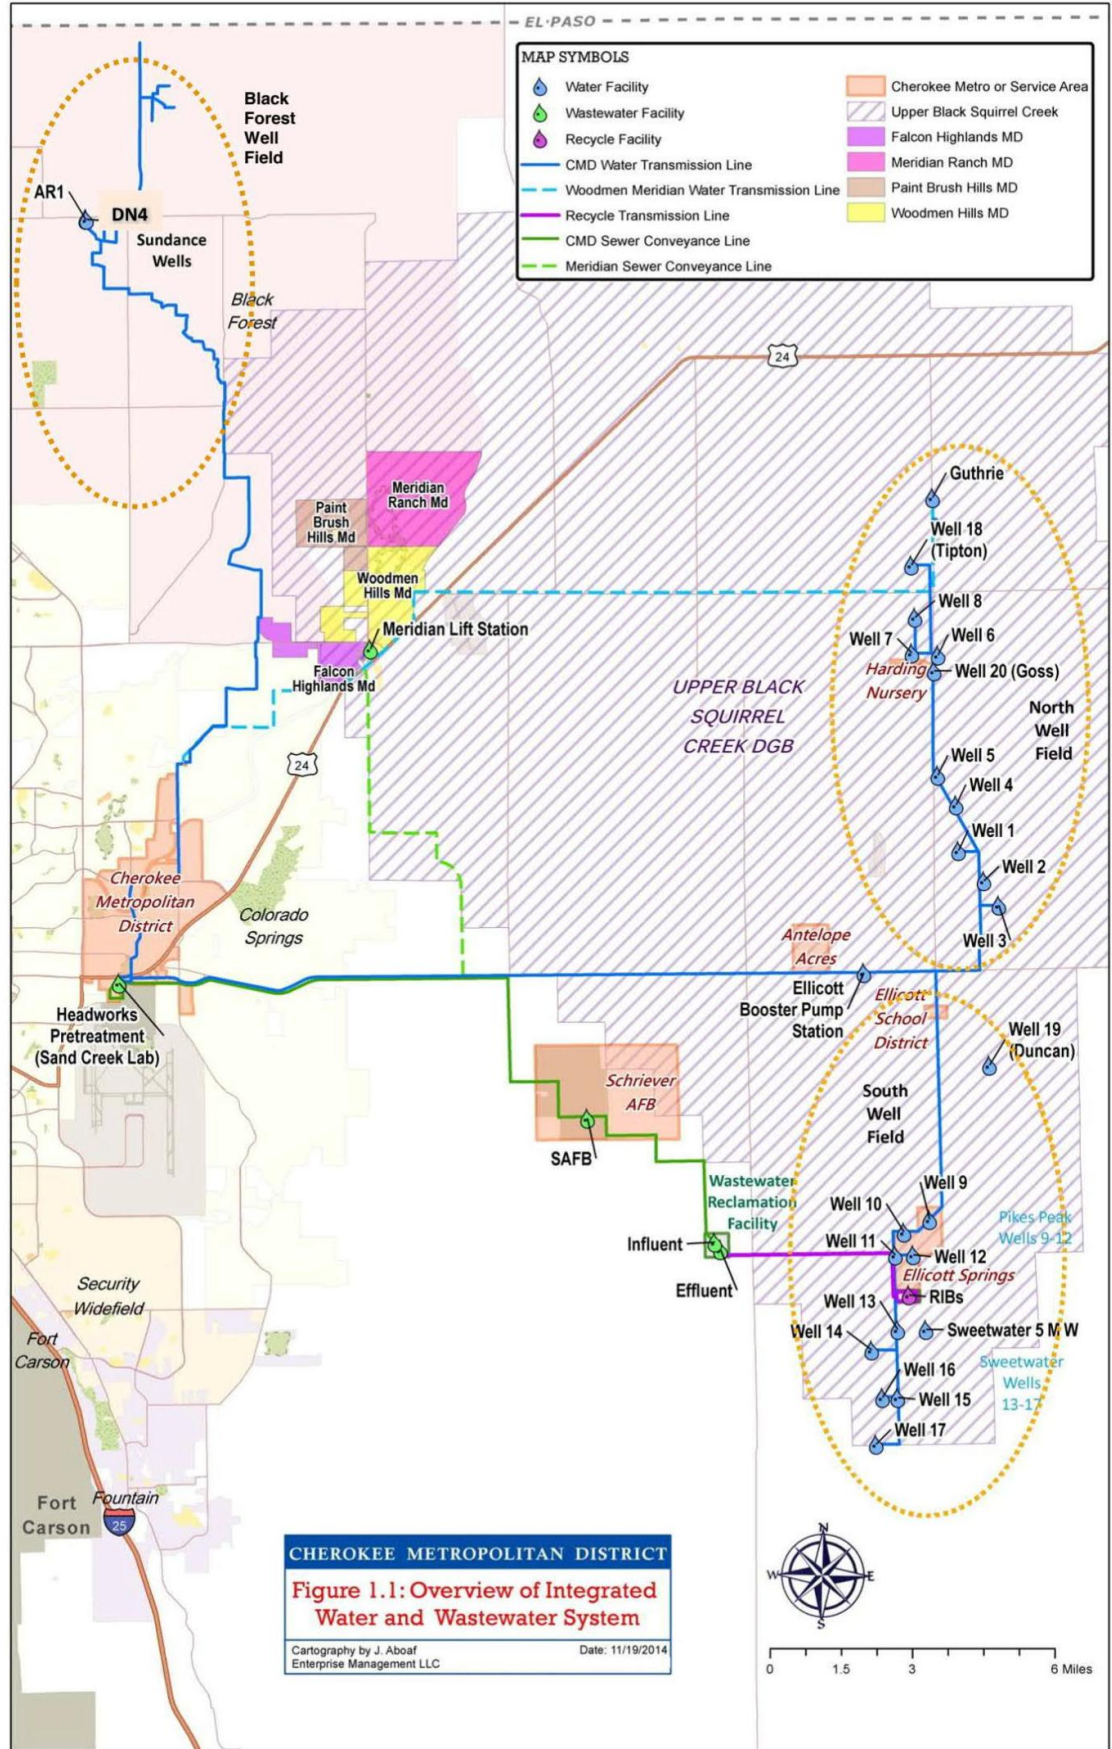 EL PASO
MAP SYMBOLS
Water Facility
Wastewater Facility
Recycle Facility
CMD Water Transmission Line
Woodmen Meridian Water Transmission Line
Recycle Transmission Line
CMD Sewer Conveyance Line
Meridian Sewer Conveyance Line
Cherokee Metro or Service Area
Upper Black Squirrel Creek
Falcon Highlands MD
Meridian Ranch MD
Paint Brush Hills MD
Woodmen Hills MD
Black
Forest
Well
Field
AR1
DN4
Sundance
Wells
Black
Forest
24
Meridian
Ranch Md
Paint
Brush
Hills Md
Woodmen
Hills Md
Meridian Lift Station
Falcon
Highlands Md
24
UPPER BLACK
SQUIRREL
CREEK DGB
Guthrie
Well 18
(Tipton)
Well 8
Well 7
Well 6
Harding
Nursery
Well 20 (Goss)
North
Well
Field
Well 5
Well 4
Well 1
Well 2
Well 3
Cherokee
Metropolitan
District
Colorado
Springs
Antelope
Acres
Ellicott
Booster Pump
Station
Ellicott
School
District
Headworks
Pretreatment
(Sand Creek Lab)
Well 19
(Duncan)
Schriever
AFB
SAFB
South
Well
Field
Wastewater
Reclamation
Facility
Influent
Effluent
Well 9
Well 10
Pikes Peak
Wells 9-12
Well 11
Well 12
Ellicott Springs
RIBs
Well 13
Well 14
Sweetwater 5 MW
Sweetwater
Wells
13-17
Well 16
Well 15
Well 17
Security
Widefield
Fort
Carson
Fountain
Fort
Carson
25
CHEROKEE METROPOLITAN DISTRICT
Figure 1.1: Overview of Integrated
Water and Wastewater System
Cartography by J. Aboaf
Enterprise Management LLC
Date: 11/19/2014
N
W
E
S
0 1.5 3 6 Miles